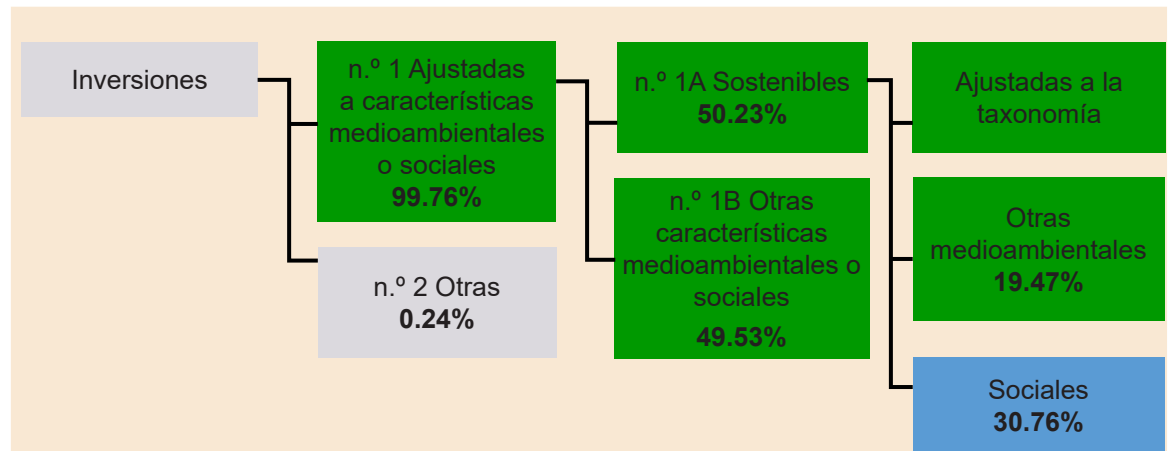 Inversiones
n.º 1 Ajustadas
a características
medioambientales
o sociales
99.76%
n.º 2 Otras
0.24%
n.º 1A Sostenibles
50.23%
n.º 1B Otras
características
medioambientales o
sociales
49.53%
Ajustadas a la
taxonomía
Otras
medioambientales
19.47%
Sociales
30.76%